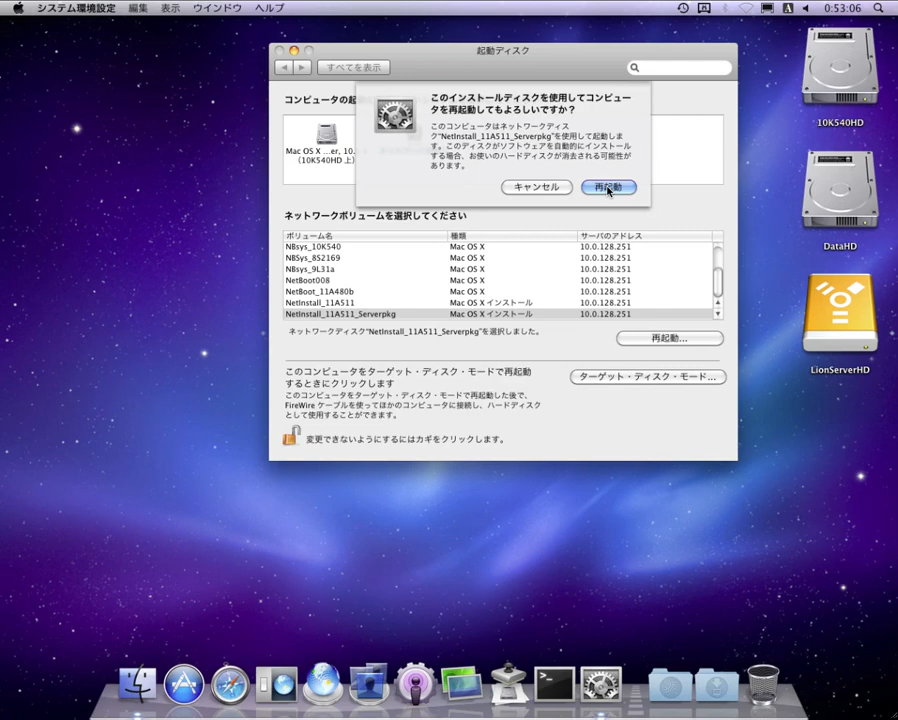 システム環境設定 編集 表示 ウインドウ ヘルプ
A 0:53:06
起動ディスク
すべてを表示
コンピュータの起
Mac OS X ...er, 10.
(10K540HD 上)
このインストールディスクを使用してコンピュー
タを再起動してもよろしいですか?
このコンピュータはネットワークディス
ク“NetInstall_11A511_Serverpkg”を使用して起動しま
す。このディスクがソフトウェアを自動的にインストール
する場合、お使いのハードディスクが消去される可能性が
あります。
キャンセル 再起動
ネットワークボリュームを選択してください
ボリューム名 種類 サーバのアドレス
NBsys_10K540 Mac OS X 10.0.128.251
NBSys_8S2169 Mac OS X 10.0.128.251
NBSys_9L31a Mac OS X 10.0.128.251
NetBoot008 Mac OS X 10.0.128.251
NetBoot_11A480b Mac OS X 10.0.128.251
NetInstall_11A511 Mac OS X インストール 10.0.128.251
NetInstall_11A511_Serverpkg Mac OS X インストール 10.0.128.251
ネットワークディスク“NetInstall_11A511_Serverpkg”を選択しました。
再起動...
このコンピュータをターゲット・ディスク・モードで再起動
するときにクリックします
ターゲット・ディスク・モード...
このコンピュータをターゲット・ディスク・モードで再起動した後で、
FireWire ケーブルを使ってほかのコンピュータに接続し、ハードディスク
として使用することができます。
変更できないようにするにはカギをクリックします。
10K540HD
DataHD
LionServerHD